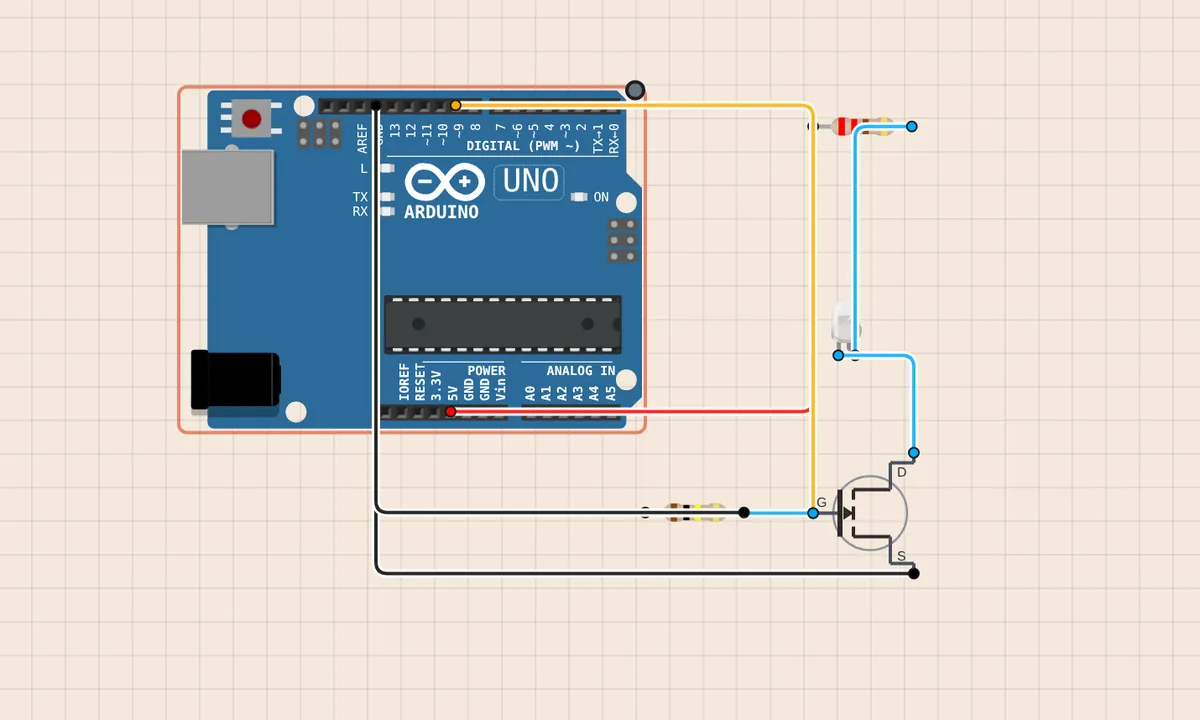 AREF
GND
13
12
~11
~10
~9
8
7
~6
~5
4
~3
2
TX→1
RX←0
DIGITAL (PWM ~)
L
TX
RX
UNO
ON
ARDUINO
IOREF
RESET
3.3V
5V
GND
GND
Vin
POWER
ANALOG IN
A0
A1
A2
A3
A4
A5
D
G
S